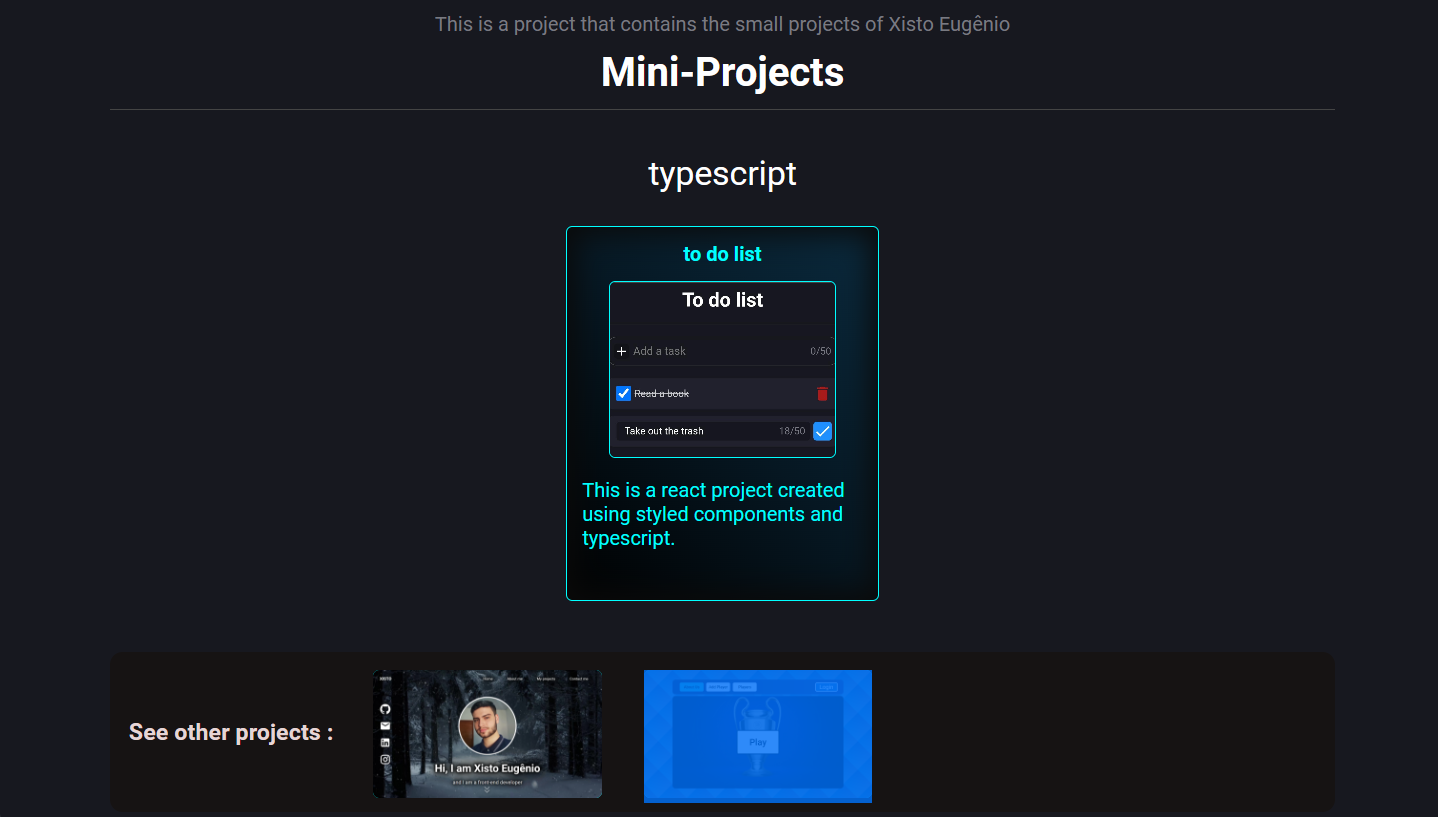 This is a project that contains the small projects of Xisto Eugênio
Mini-Projects
typescript
to do list
To do list
Add a task
0/50
Read a book
Take out the trash
18/50
This is a react project created
using styled components and
typescript.
See other projects :
XISTO
Home
About me
My projects
Contact me
Hi, I am Xisto Eugênio
and I am a front-end developer
Play